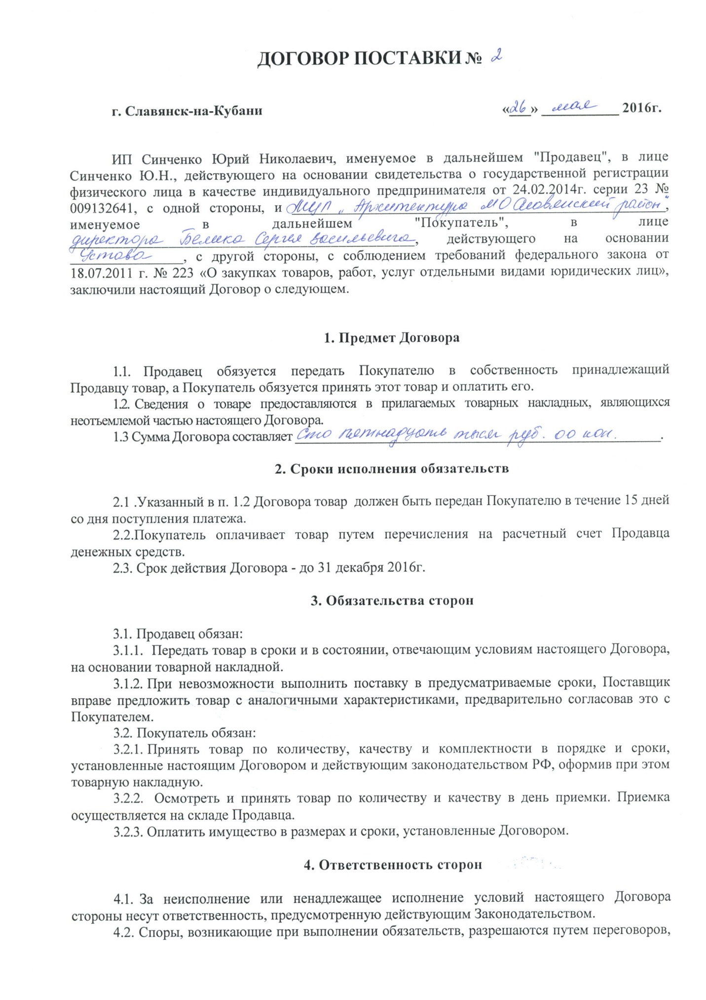 ДОГОВОР ПОСТАВКИ № 2
г. Славянск-на-Кубани «26» мая 2016г.
ИП Синченко Юрий Николаевич, именуемое в дальнейшем "Продавец", в лице
Синченко Ю.Н., действующего на основании свидетельства о государственной регистрации
физического лица в качестве индивидуального предпринимателя от 24.02.2014г. серии 23 №
009132641, с одной стороны, и МУП „Архитектура МО Славянский район",
именуемое в дальнейшем "Покупатель", в лице
директора Белика Сергея Васильевича, действующего на основании
Устава, с другой стороны, с соблюдением требований федерального закона от
18.07.2011 г. № 223 «О закупках товаров, работ, услуг отдельными видами юридических лиц»,
заключили настоящий Договор о следующем.
1. Предмет Договора
1.1. Продавец обязуется передать Покупателю в собственность принадлежащий
Продавцу товар, а Покупатель обязуется принять этот товар и оплатить его.
1.2. Сведения о товаре предоставляются в прилагаемых товарных накладных, являющихся
неотъемлемой частью настоящего Договора.
1.3 Сумма Договора составляет Сто пятнадцать тысяч руб. 00 коп.
2. Сроки исполнения обязательств
2.1 .Указанный в п. 1.2 Договора товар должен быть передан Покупателю в течение 15 дней
со дня поступления платежа.
2.2.Покупатель оплачивает товар путем перечисления на расчетный счет Продавца
денежных средств.
2.3. Срок действия Договора - до 31 декабря 2016г.
3. Обязательства сторон
3.1. Продавец обязан:
3.1.1. Передать товар в сроки и в состоянии, отвечающим условиям настоящего Договора,
на основании товарной накладной.
3.1.2. При невозможности выполнить поставку в предусматриваемые сроки, Поставщик
вправе предложить товар с аналогичными характеристиками, предварительно согласовав это с
Покупателем.
3.2. Покупатель обязан:
3.2.1. Принять товар по количеству, качеству и комплектности в порядке и сроки,
установленные настоящим Договором и действующим законодательством РФ, оформив при этом
товарную накладную.
3.2.2. Осмотреть и принять товар по количеству и качеству в день приемки. Приемка
осуществляется на складе Продавца.
3.2.3. Оплатить имущество в размерах и сроки, установленные Договором.
4. Ответственность сторон
4.1. За неисполнение или ненадлежащее исполнение условий настоящего Договора
стороны несут ответственность, предусмотренную действующим Законодательством.
4.2. Споры, возникающие при выполнении обязательств, разрешаются путем переговоров,